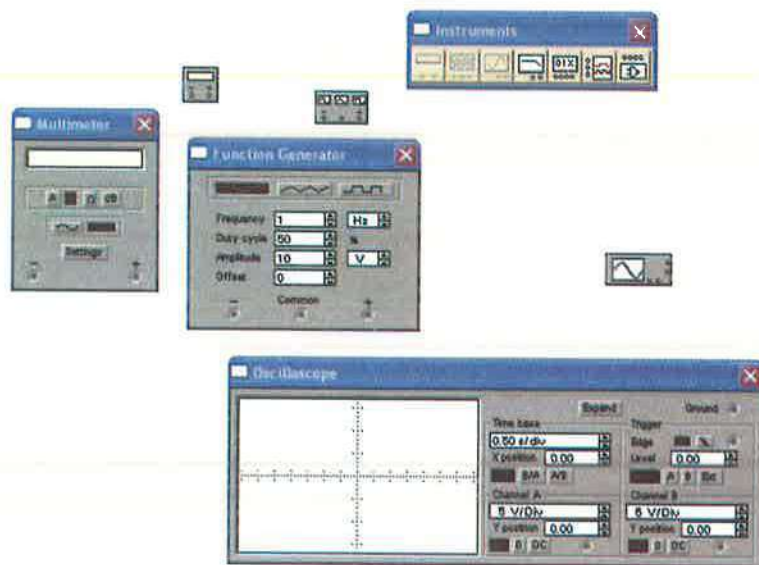 Instruments
01X
Multimeter
A Ω dB
Settings
− +
Function Generator
Frequency 1 Hz
Duty cycle 50 %
Amplitude 10 V
Offset 0
− Common +
Oscilloscope
Expand Ground
Time base
0.50 s/div
X position 0.00
B/A A/B
Trigger
Edge
Level 0.00
A B Ext
Channel A
5 V/Div
Y position 0.00
0 DC
Channel B
5 V/Div
Y position 0.00
0 DC